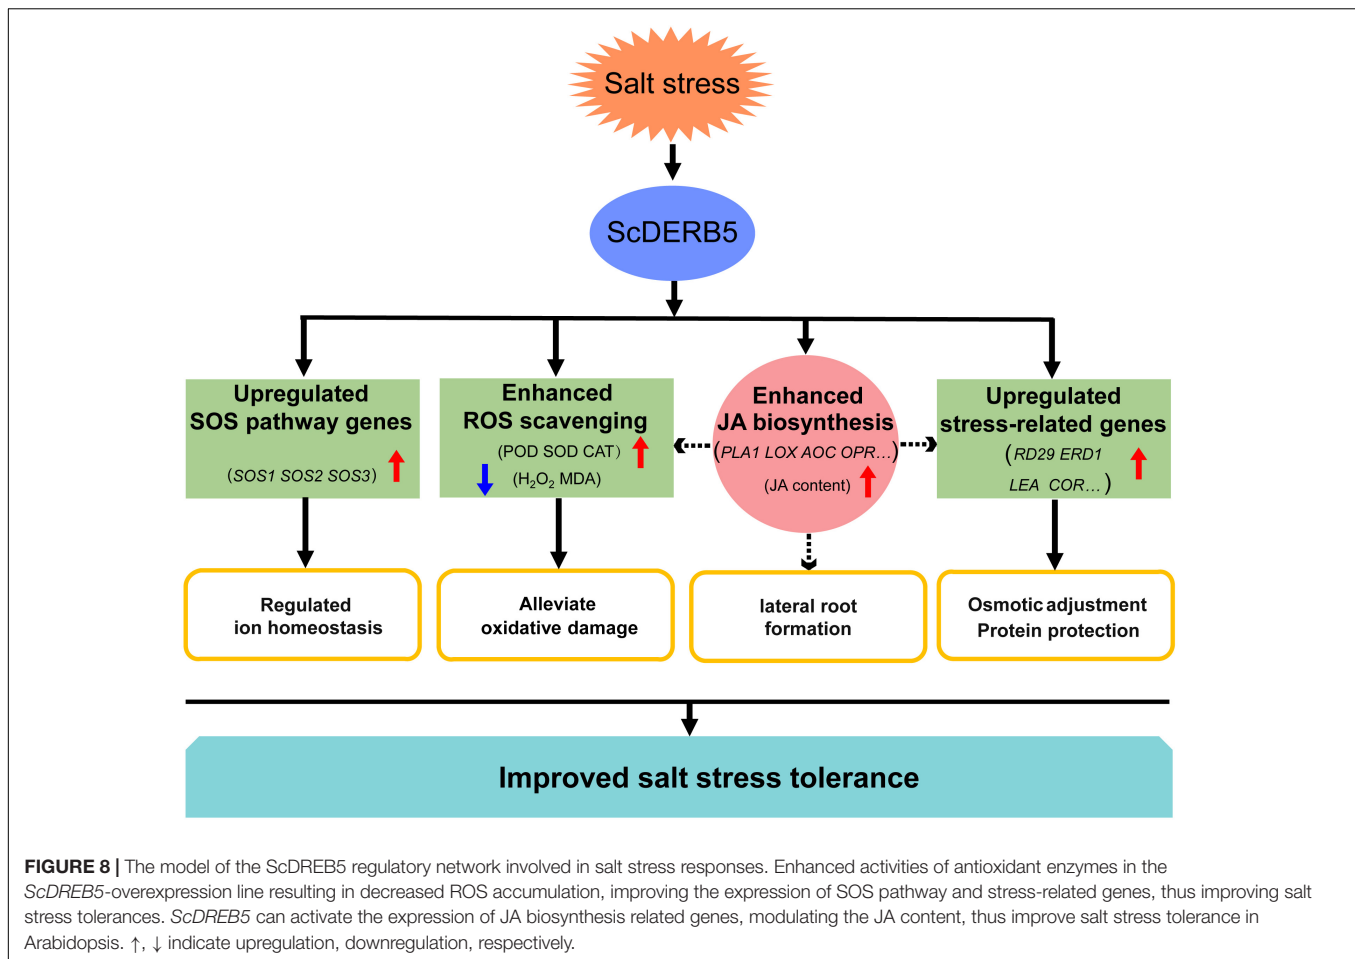 Salt stress
ScDERB5
Upregulated
SOS pathway genes
(SOS1 SOS2 SOS3)
Enhanced
ROS scavenging
(POD SOD CAT)
(H₂O₂ MDA)
Enhanced
JA biosynthesis
(PLA1 LOX AOC OPR...)
(JA content)
Upregulated
stress-related genes
(RD29 ERD1
LEA COR...)
Regulated
ion homeostasis
Alleviate
oxidative damage
lateral root
formation
Osmotic adjustment
Protein protection
Improved salt stress tolerance
FIGURE 8 | The model of the ScDREB5 regulatory network involved in salt stress responses. Enhanced activities of antioxidant enzymes in the
ScDREB5-overexpression line resulting in decreased ROS accumulation, improving the expression of SOS pathway and stress-related genes, thus improving salt
stress tolerances. ScDREB5 can activate the expression of JA biosynthesis related genes, modulating the JA content, thus improve salt stress tolerance in
Arabidopsis. ↑, ↓ indicate upregulation, downregulation, respectively.